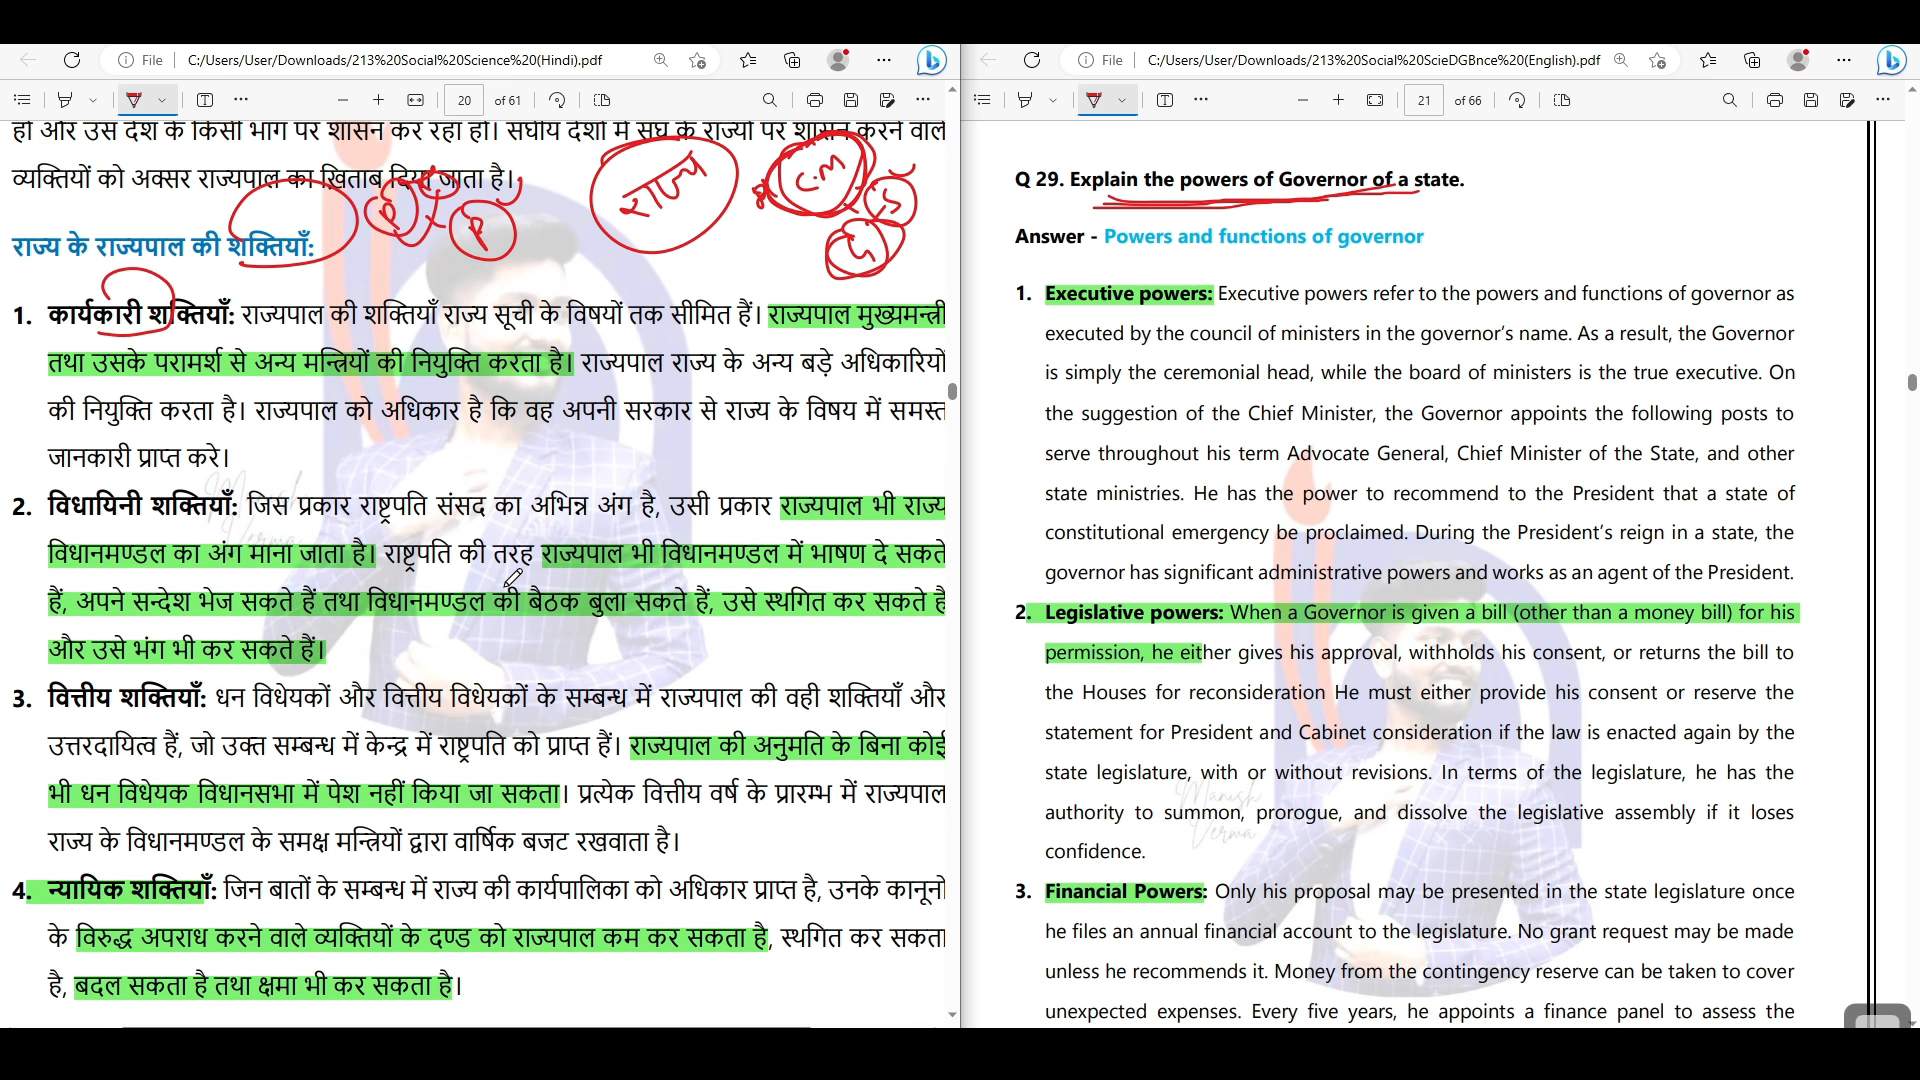 File C:/Users/User/Downloads/213%20Social%20Science%20(Hindi).pdf
20 of 61
हो और उस देश के किसी भाग पर शासन कर रहा हो। संघीय देशों में संघ के राज्यों पर शासन करने वाले
व्यक्तियों को अक्सर राज्यपाल का ख़िताब दिया जाता है।
राज्य
C.M
P
राज्य के राज्यपाल की शक्तियाँ:
1. कार्यकारी शक्तियाँ: राज्यपाल की शक्तियाँ राज्य सूची के विषयों तक सीमित हैं। राज्यपाल मुख्यमन्त्री
तथा उसके परामर्श से अन्य मन्त्रियों की नियुक्ति करता है। राज्यपाल राज्य के अन्य बड़े अधिकारियों
की नियुक्ति करता है। राज्यपाल को अधिकार है कि वह अपनी सरकार से राज्य के विषय में समस्त
जानकारी प्राप्त करे।
2. विधायिनी शक्तियाँ: जिस प्रकार राष्ट्रपति संसद का अभिन्न अंग है, उसी प्रकार राज्यपाल भी राज्य
विधानमण्डल का अंग माना जाता है। राष्ट्रपति की तरह राज्यपाल भी विधानमण्डल में भाषण दे सकते
हैं, अपने सन्देश भेज सकते हैं तथा विधानमण्डल की बैठक बुला सकते हैं, उसे स्थगित कर सकते हैं
और उसे भंग भी कर सकते हैं।
3. वित्तीय शक्तियाँ: धन विधेयकों और वित्तीय विधेयकों के सम्बन्ध में राज्यपाल की वही शक्तियाँ और
उत्तरदायित्व हैं, जो उक्त सम्बन्ध में केन्द्र में राष्ट्रपति को प्राप्त हैं। राज्यपाल की अनुमति के बिना कोई
भी धन विधेयक विधानसभा में पेश नहीं किया जा सकता। प्रत्येक वित्तीय वर्ष के प्रारम्भ में राज्यपाल
राज्य के विधानमण्डल के समक्ष मन्त्रियों द्वारा वार्षिक बजट रखवाता है।
4. न्यायिक शक्तियाँ: जिन बातों के सम्बन्ध में राज्य की कार्यपालिका को अधिकार प्राप्त है, उनके कानूनों
के विरुद्ध अपराध करने वाले व्यक्तियों के दण्ड को राज्यपाल कम कर सकता है, स्थगित कर सकता
है, बदल सकता है तथा क्षमा भी कर सकता है।
Manish
Verma
File C:/Users/User/Downloads/213%20Social%20ScieDGBnce%20(English).pdf
21 of 66
Q 29. Explain the powers of Governor of a state.
Answer - Powers and functions of governor
1. Executive powers: Executive powers refer to the powers and functions of governor as
executed by the council of ministers in the governor’s name. As a result, the Governor
is simply the ceremonial head, while the board of ministers is the true executive. On
the suggestion of the Chief Minister, the Governor appoints the following posts to
serve throughout his term Advocate General, Chief Minister of the State, and other
state ministries. He has the power to recommend to the President that a state of
constitutional emergency be proclaimed. During the President’s reign in a state, the
governor has significant administrative powers and works as an agent of the President.
2. Legislative powers: When a Governor is given a bill (other than a money bill) for his
permission, he either gives his approval, withholds his consent, or returns the bill to
the Houses for reconsideration He must either provide his consent or reserve the
statement for President and Cabinet consideration if the law is enacted again by the
state legislature, with or without revisions. In terms of the legislature, he has the
authority to summon, prorogue, and dissolve the legislative assembly if it loses
confidence.
Manish
Verma
3. Financial Powers: Only his proposal may be presented in the state legislature once
he files an annual financial account to the legislature. No grant request may be made
unless he recommends it. Money from the contingency reserve can be taken to cover
unexpected expenses. Every five years, he appoints a finance panel to assess the